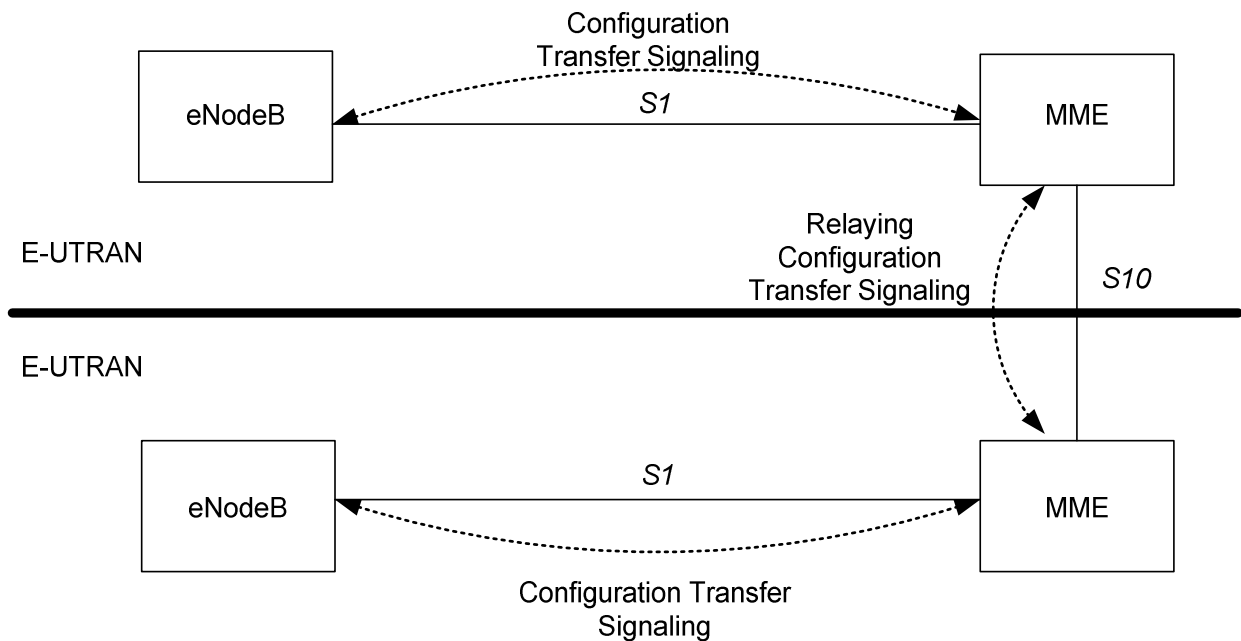 Configuration
Transfer Signaling
eNodeB
S1
MME
Relaying
Configuration
Transfer Signaling
E-UTRAN
S10
E-UTRAN
eNodeB
S1
MME
Configuration Transfer
Signaling